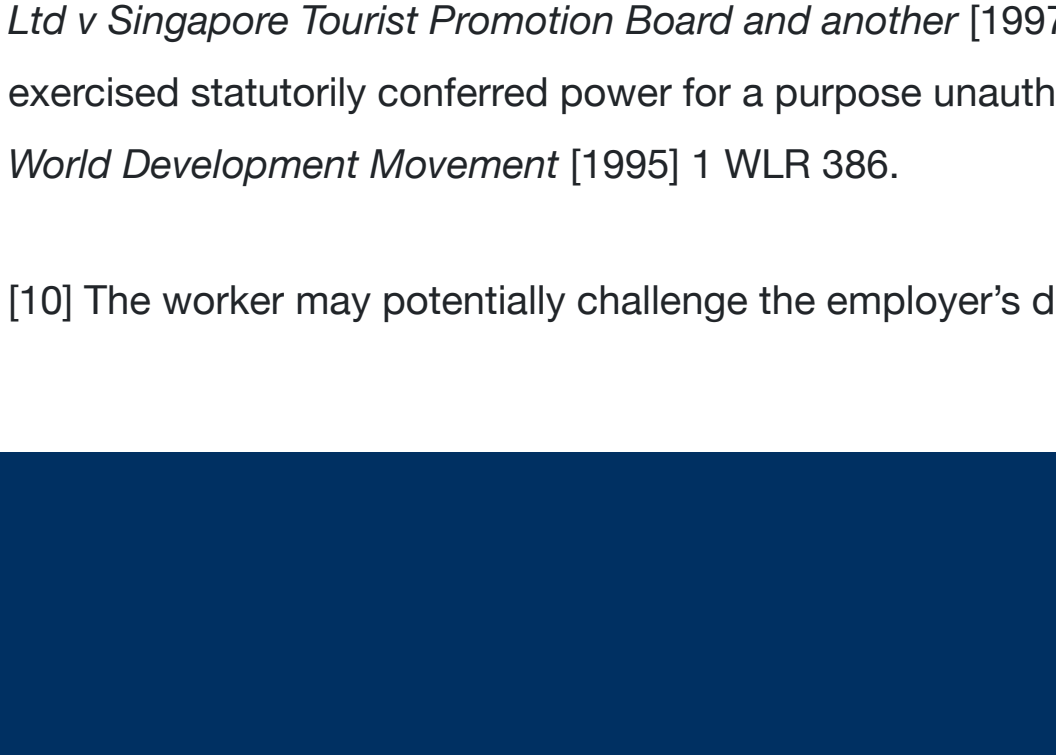 Ltd v Singapore Tourist Promotion Board and another [1997
exercised statutorily conferred power for a purpose unauth
World Development Movement [1995] 1 WLR 386.
[10] The worker may potentially challenge the employer’s d